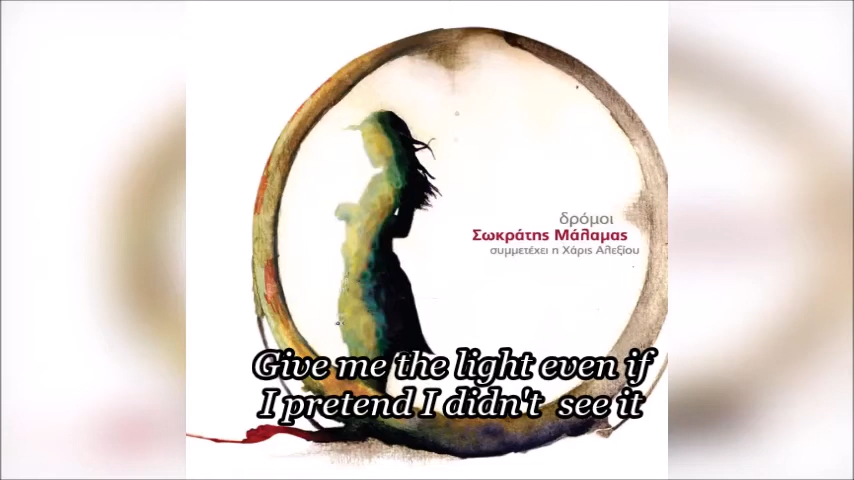 δρόμοι
Σωκράτης Μάλαμας
συμμετέχει η Χάρις Αλεξίου
Give me the light even if
I pretend I didn't see it